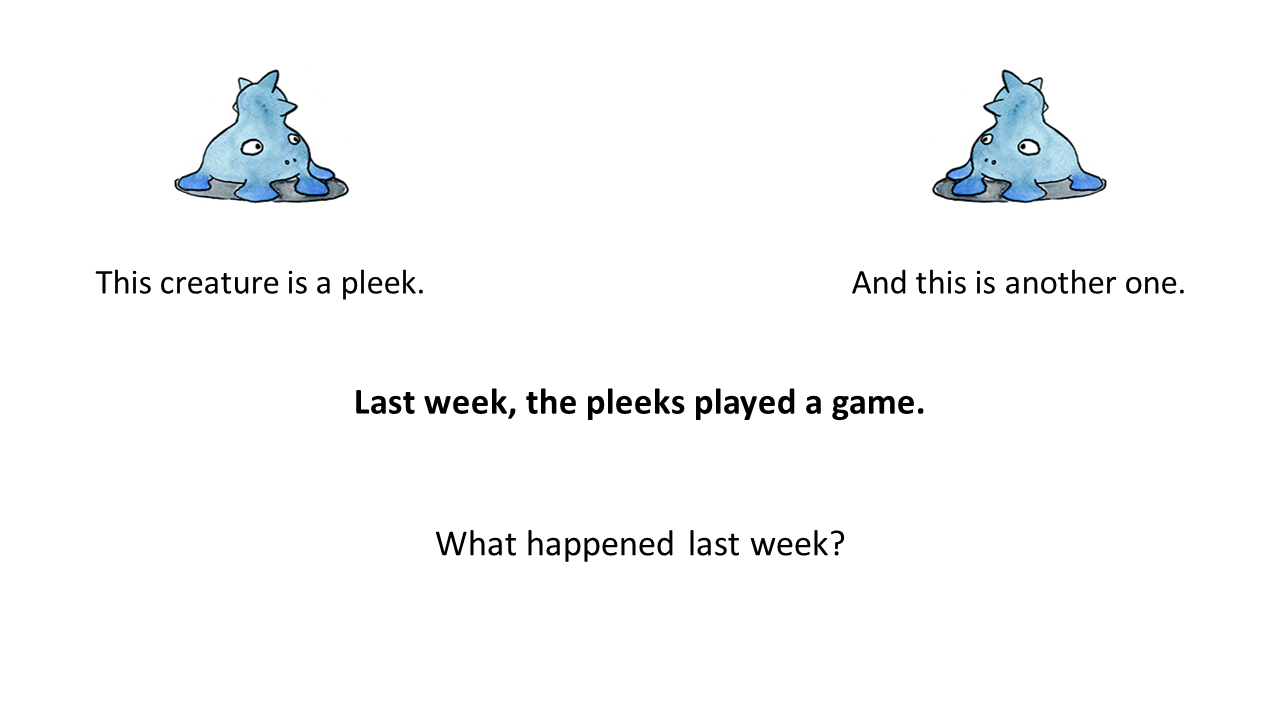 This creature is a pleek.
And this is another one.
Last week, the pleeks played a game.
What happened last week?